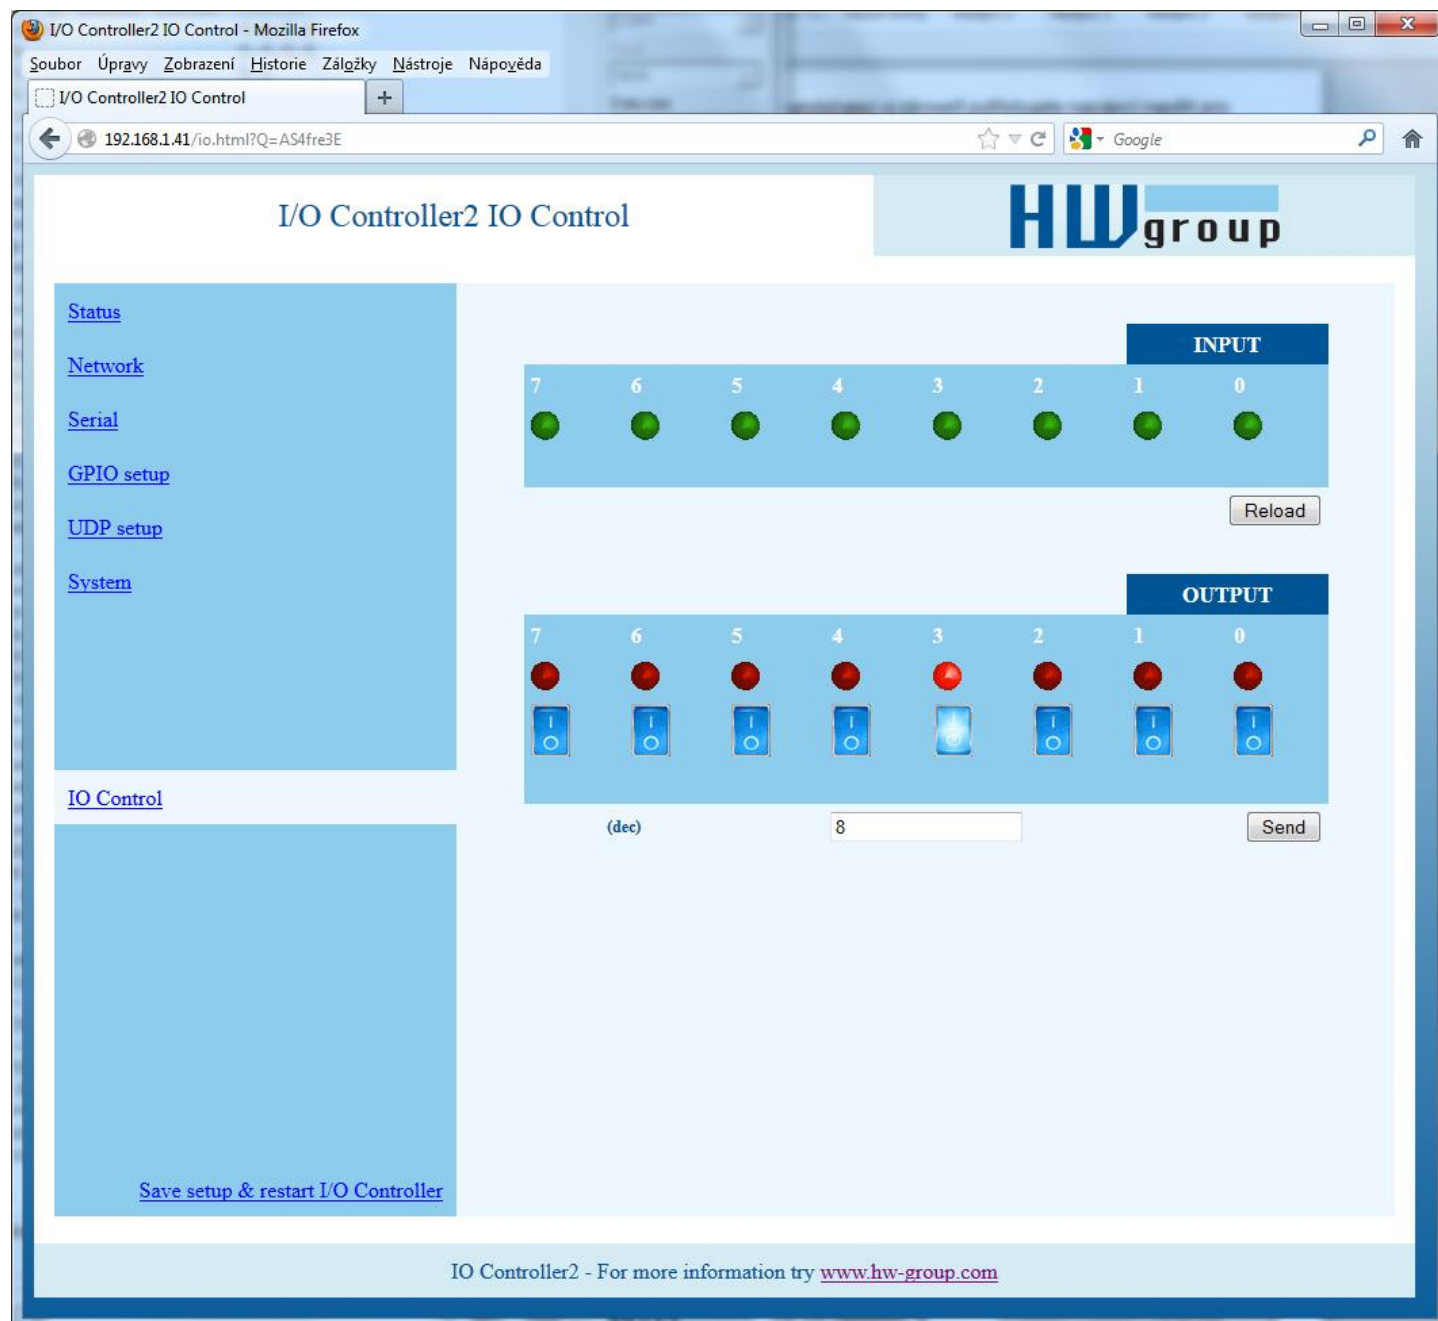 I/O Controller2 IO Control - Mozilla Firefox
Soubor Úpravy Zobrazení Historie Záložky Nástroje Nápověda
I/O Controller2 IO Control
192.168.1.41/io.html?Q=AS4fre3E
Google
I/O Controller2 IO Control
HW group
Status
Network
Serial
GPIO setup
UDP setup
System
IO Control
Save setup & restart I/O Controller
INPUT
7 6 5 4 3 2 1 0
Reload
OUTPUT
7 6 5 4 3 2 1 0
(dec) 8 Send
IO Controller2 - For more information try www.hw-group.com